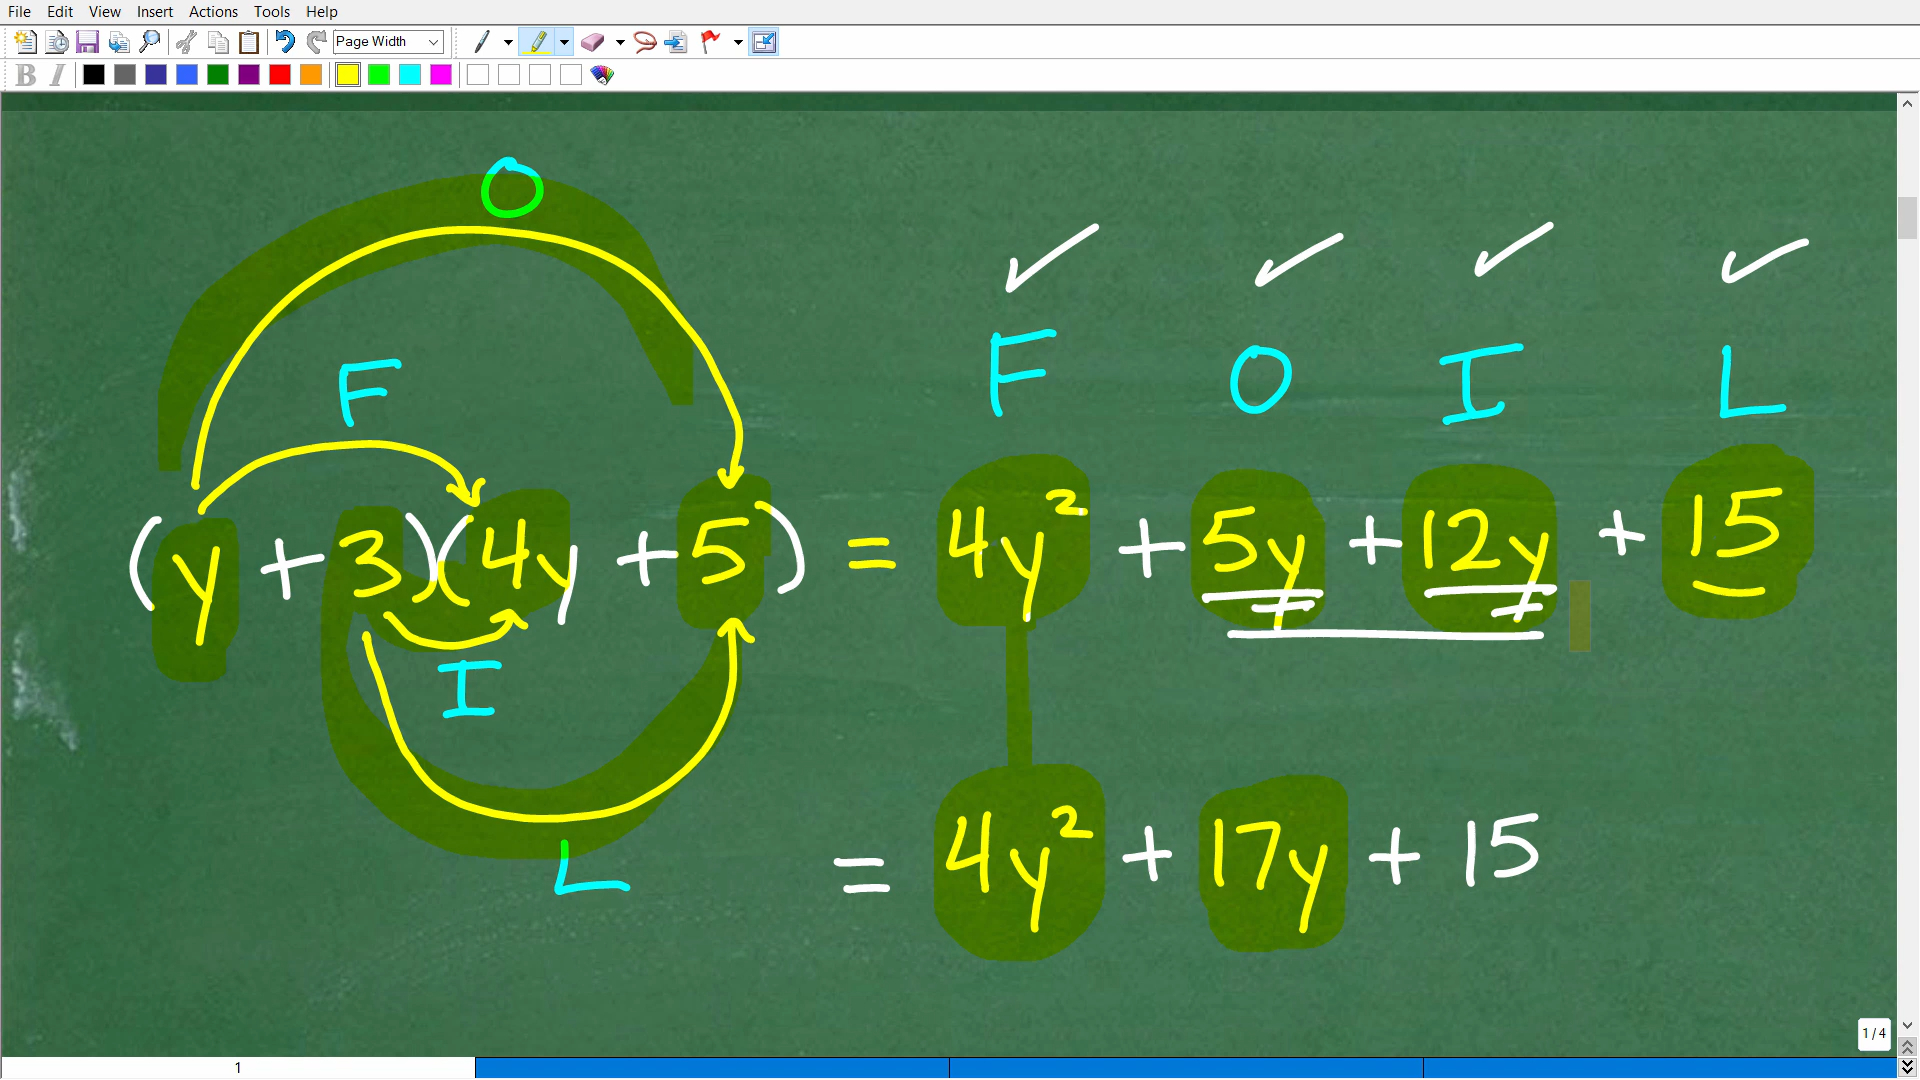 File Edit View Insert Actions Tools Help
Page Width
B I
O
F
F O I L
(y + 3)(4y + 5) = 4y² + 5y + 12y + 15
I
= 4y² + 17y + 15
L
1 / 4
1